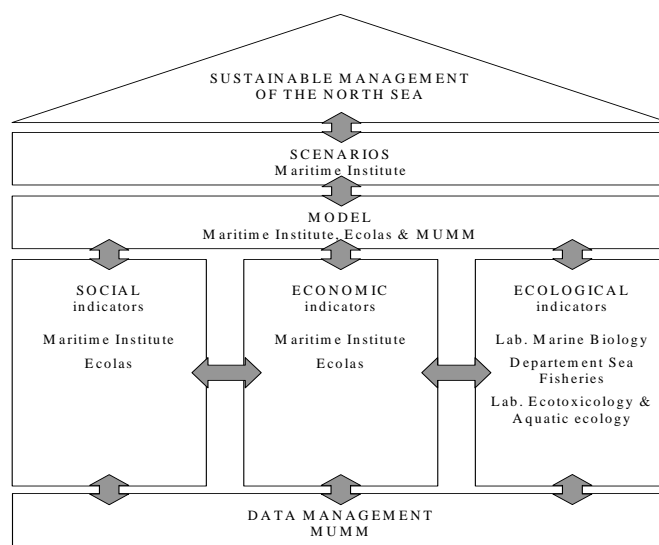 SUSTAINABLE MANAGEMENT
OF THE NORTH SEA
SCENARIOS
Maritime Institute
MODEL
Maritime Institute, Ecolas & MUMM
SOCIAL
indicators
Maritime Institute
Ecolas
ECONOMIC
indicators
Maritime Institute
Ecolas
ECOLOGICAL
indicators
Lab. Marine Biology
Departement Sea
Fisheries
Lab. Ecotoxicology &
Aquatic ecology
DATA MANAGEMENT
MUMM